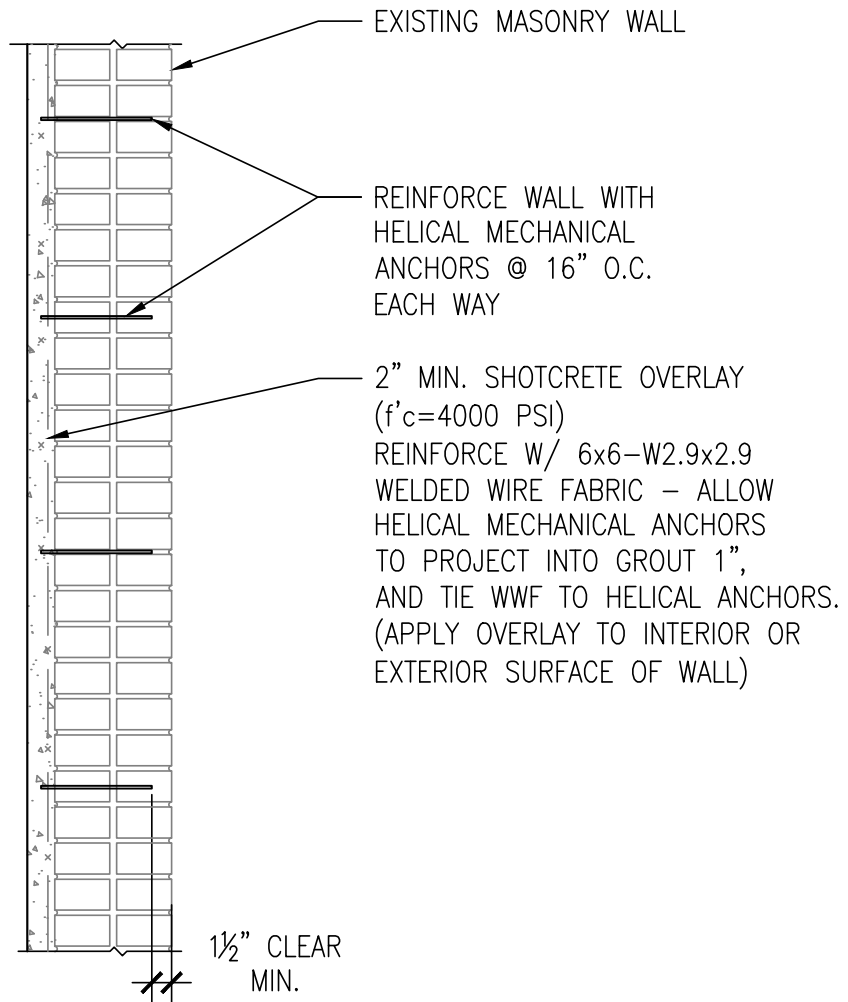 EXISTING MASONRY WALL
REINFORCE WALL WITH
HELICAL MECHANICAL
ANCHORS @ 16" O.C.
EACH WAY
2" MIN. SHOTCRETE OVERLAY
(f'c=4000 PSI)
REINFORCE W/ 6x6-W2.9x2.9
WELDED WIRE FABRIC - ALLOW
HELICAL MECHANICAL ANCHORS
TO PROJECT INTO GROUT 1",
AND TIE WWF TO HELICAL ANCHORS.
(APPLY OVERLAY TO INTERIOR OR
EXTERIOR SURFACE OF WALL)
1½" CLEAR
MIN.